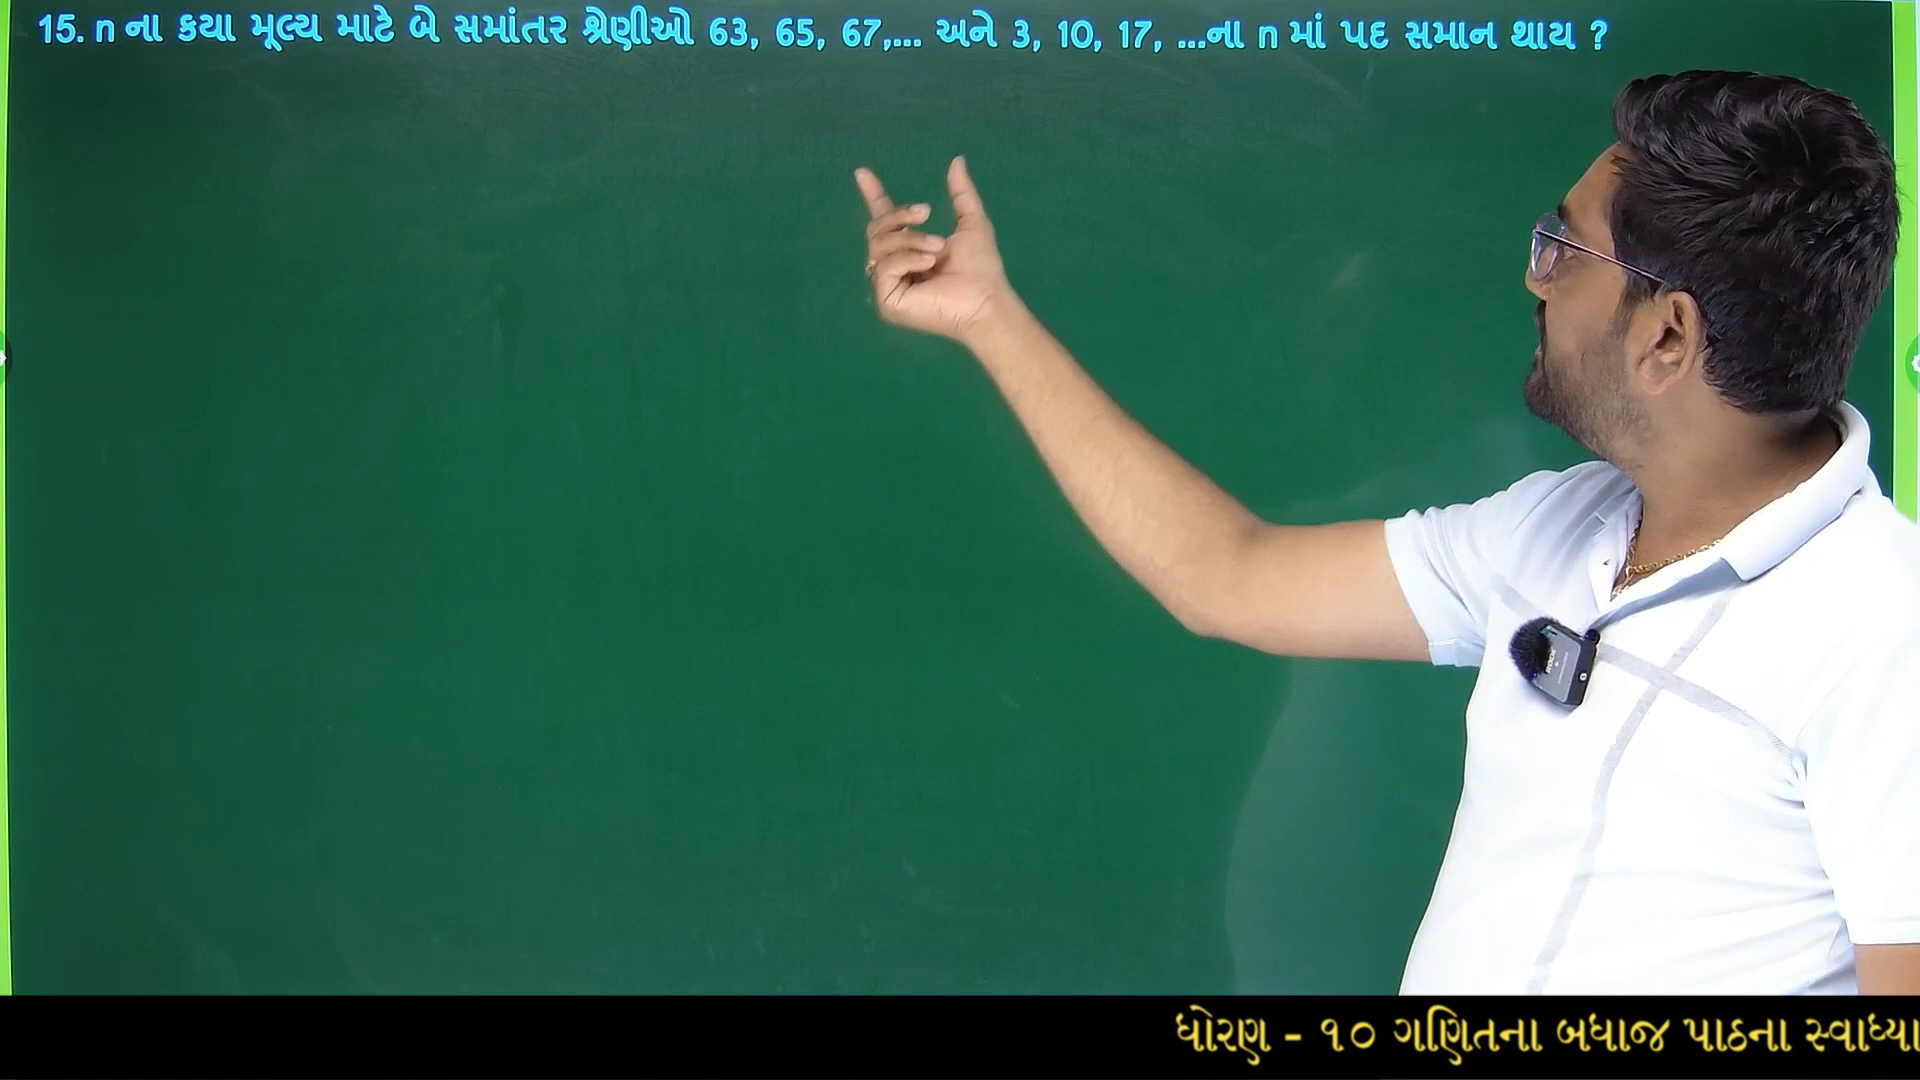 15. n ના કયા મૂલ્ય માટે બે સમાંતર શ્રેણીઓ 63, 65, 67,... અને 3, 10, 17, ...ના n માં પદ સમાન થાય ?
ધોરણ - ૧૦ ગણિતના બધાજ પાઠના સ્વાધ્યા